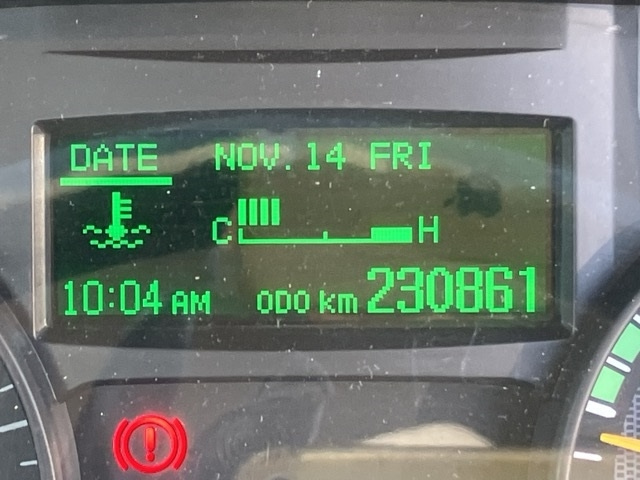 DATE NOV. 14 FRI
C H
10:04 AM ODO km 230861